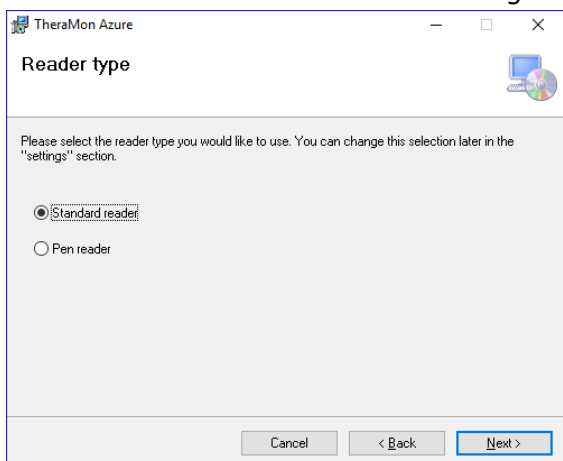 TheraMon Azure
Reader type
Please select the reader type you would like to use. You can change this selection later in the
"settings" section.
Standard reader
Pen reader
Cancel
< Back
Next >